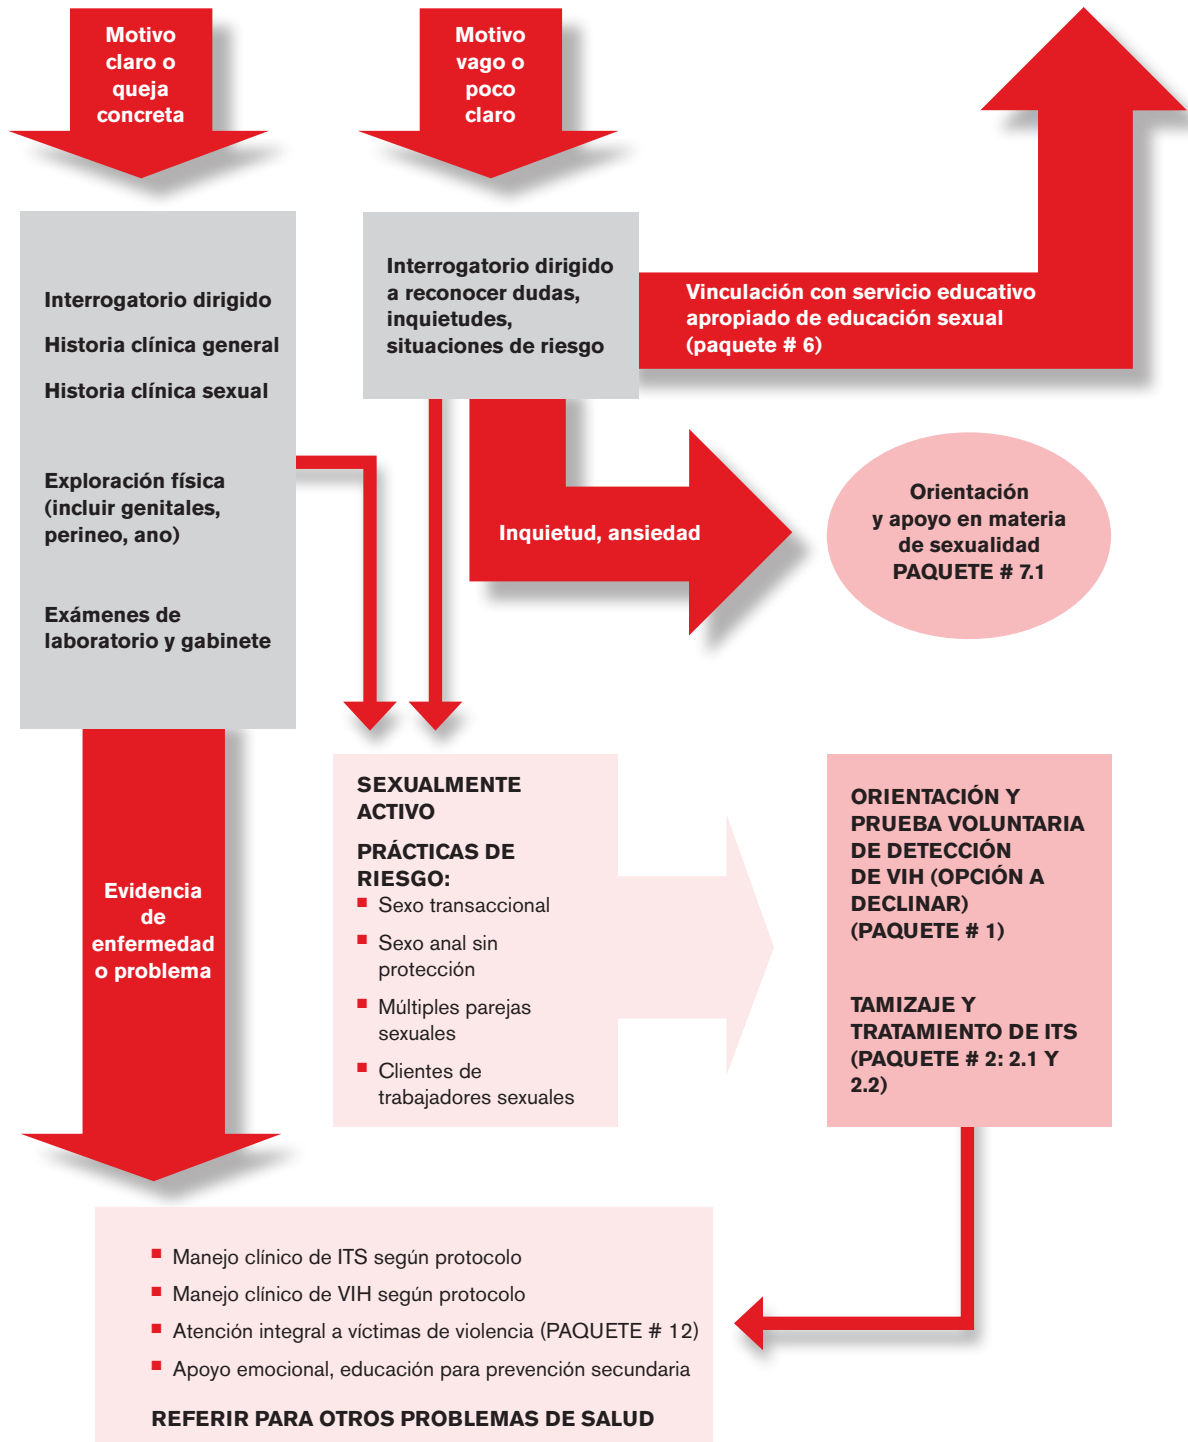 Motivo
claro o
queja
concreta
Motivo
vago o
poco
claro
Interrogatorio dirigido
Historia clínica general
Historia clínica sexual
Exploración física
(incluir genitales,
perineo, ano)
Exámenes de
laboratorio y gabinete
Interrogatorio dirigido
a reconocer dudas,
inquietudes,
situaciones de riesgo
Vinculación con servicio educativo
apropiado de educación sexual
(paquete # 6)
Inquietud, ansiedad
Orientación
y apoyo en materia
de sexualidad
PAQUETE # 7.1
Evidencia
de
enfermedad
o problema
SEXUALMENTE
ACTIVO
PRÁCTICAS DE
RIESGO:
▪ Sexo transaccional
▪ Sexo anal sin
protección
▪ Múltiples parejas
sexuales
▪ Clientes de
trabajadores sexuales
ORIENTACIÓN Y
PRUEBA VOLUNTARIA
DE DETECCIÓN
DE VIH (OPCIÓN A
DECLINAR)
(PAQUETE # 1)
TAMIZAJE Y
TRATAMIENTO DE ITS
(PAQUETE # 2: 2.1 Y
2.2)
▪ Manejo clínico de ITS según protocolo
▪ Manejo clínico de VIH según protocolo
▪ Atención integral a víctimas de violencia (PAQUETE # 12)
▪ Apoyo emocional, educación para prevención secundaria
REFERIR PARA OTROS PROBLEMAS DE SALUD